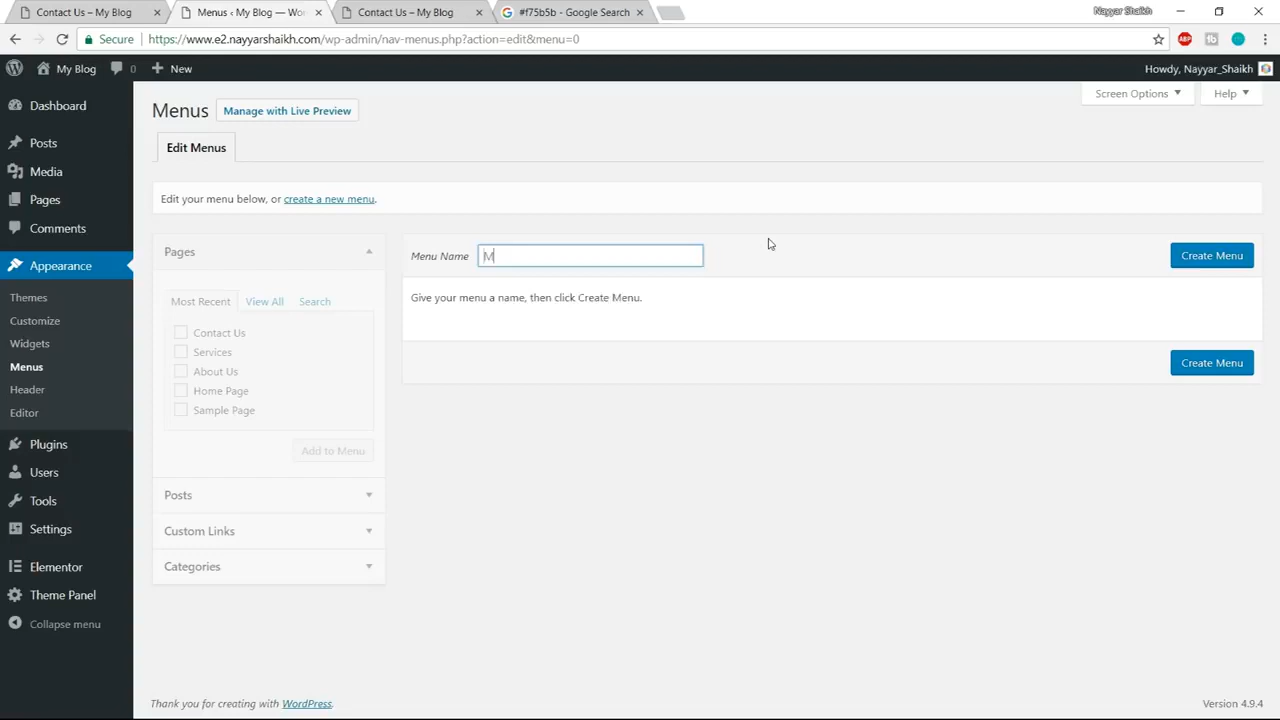 Contact Us – My Blog
Menus ‹ My Blog — Wor
Contact Us – My Blog
#f75b5b - Google Search
Nayyar Shaikh
Secure
https://www.e2.nayyarshaikh.com/wp-admin/nav-menus.php?action=edit&menu=0
ABP
My Blog
0
New
Howdy, Nayyar_Shaikh
Dashboard
Posts
Media
Pages
Comments
Appearance
Themes
Customize
Widgets
Menus
Header
Editor
Plugins
Users
Tools
Settings
Elementor
Theme Panel
Collapse menu
Screen Options
Help
Menus
Manage with Live Preview
Edit Menus
Edit your menu below, or create a new menu.
Pages
Most Recent
View All
Search
Contact Us
Services
About Us
Home Page
Sample Page
Add to Menu
Posts
Custom Links
Categories
Menu Name
M
Create Menu
Give your menu a name, then click Create Menu.
Create Menu
Thank you for creating with WordPress.
Version 4.9.4